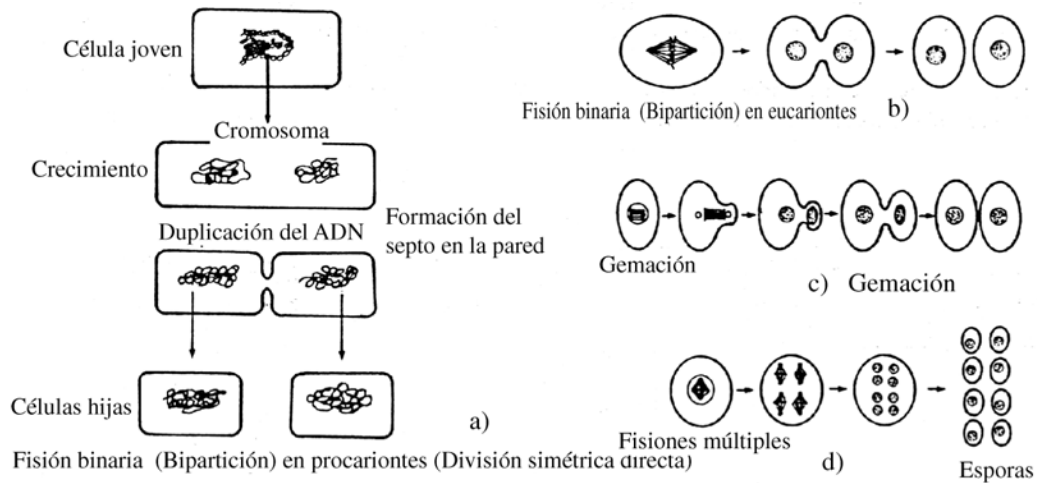 Célula joven
Cromosoma
Crecimiento
Duplicación del ADN
Formación del
septo en la pared
Células hijas
a)
Fisión binaria (Bipartición) en procariontes (División simétrica directa)
Fisión binaria (Bipartición) en eucariontes
b)
Gemación
c) Gemación
Fisiones múltiples
d)
Esporas